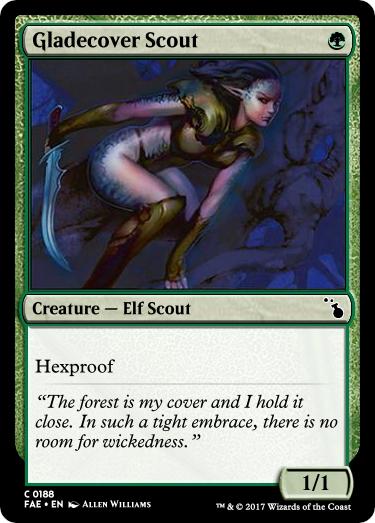 Gladecover Scout
Creature — Elf Scout
Hexproof
“The forest is my cover and I hold it
close. In such a tight embrace, there is no
room for wickedness.”
1/1
C 0188
FAE • EN Allen Williams
™ & © 2017 Wizards of the Coast